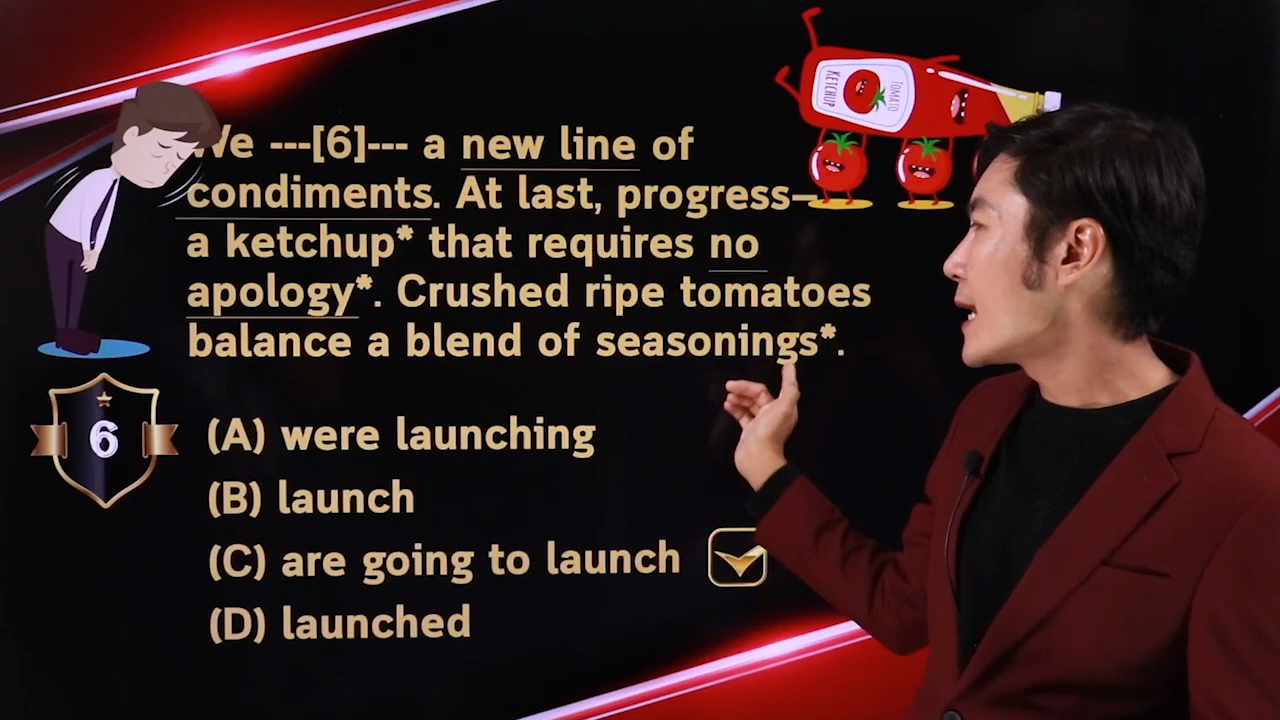 We ---[6]--- a new line of
condiments. At last, progress—
a ketchup* that requires no
apology*. Crushed ripe tomatoes
balance a blend of seasonings*.
6
(A) were launching
(B) launch
(C) are going to launch
(D) launched
KETCHUP
TOMATO